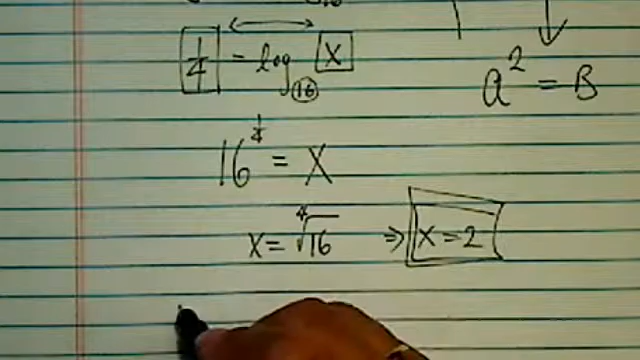 1/4 = log₁₆ x
a² = B
16^(1/4) = x
x = ⁴√16 ⇒ x = 2